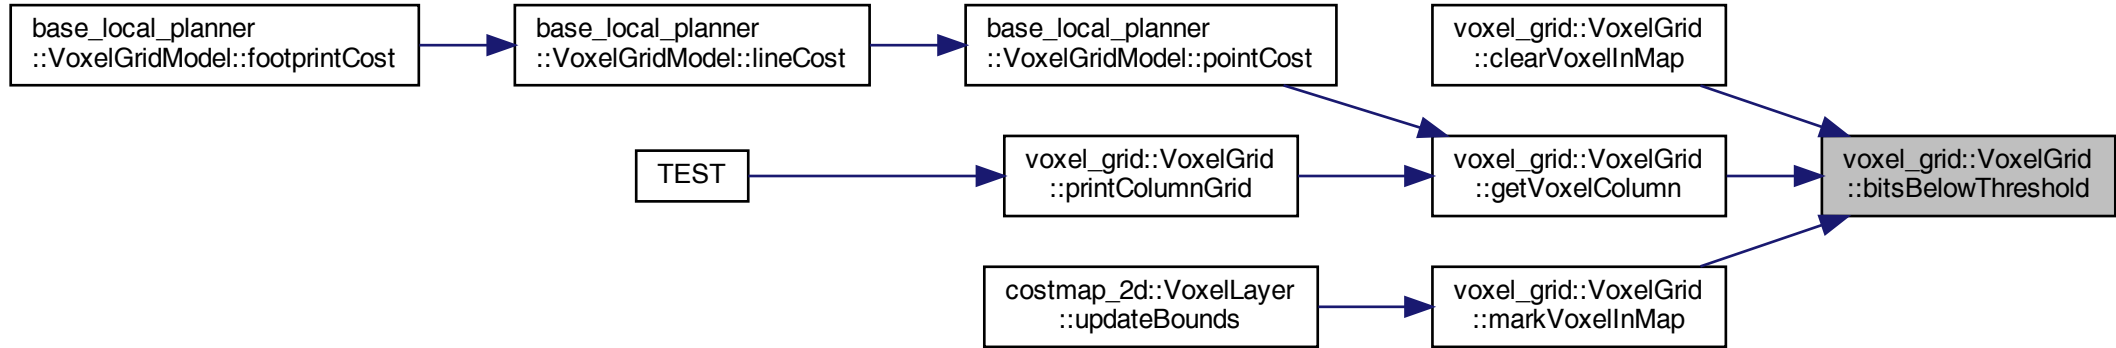 base_local_planner
::VoxelGridModel::footprintCost
base_local_planner
::VoxelGridModel::lineCost
base_local_planner
::VoxelGridModel::pointCost
voxel_grid::VoxelGrid
::clearVoxelInMap
TEST
voxel_grid::VoxelGrid
::printColumnGrid
voxel_grid::VoxelGrid
::getVoxelColumn
voxel_grid::VoxelGrid
::bitsBelowThreshold
costmap_2d::VoxelLayer
::updateBounds
voxel_grid::VoxelGrid
::markVoxelInMap